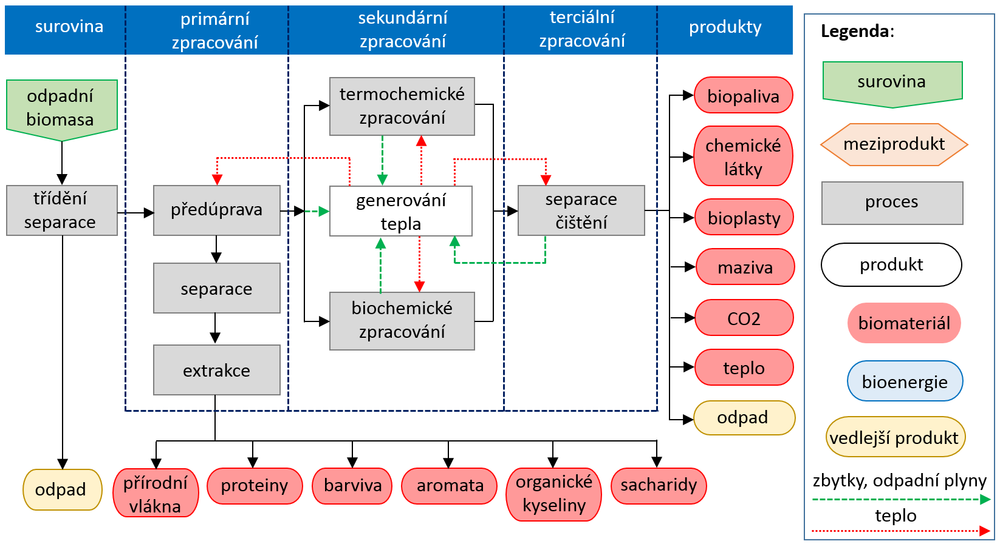 surovina
primární
zpracování
sekundární
zpracování
terciální
zpracování
produkty
odpadní
biomasa
třídění
separace
předúprava
separace
extrakce
termochemické
zpracování
generování
tepla
biochemické
zpracování
separace
čištění
biopaliva
chemické
látky
bioplasty
maziva
CO2
teplo
odpad
odpad
přírodní
vlákna
proteiny
barviva
aromata
organické
kyseliny
sacharidy
Legenda:
surovina
meziprodukt
proces
produkt
biomateriál
bioenergie
vedlejší produkt
zbytky, odpadní plyny
teplo